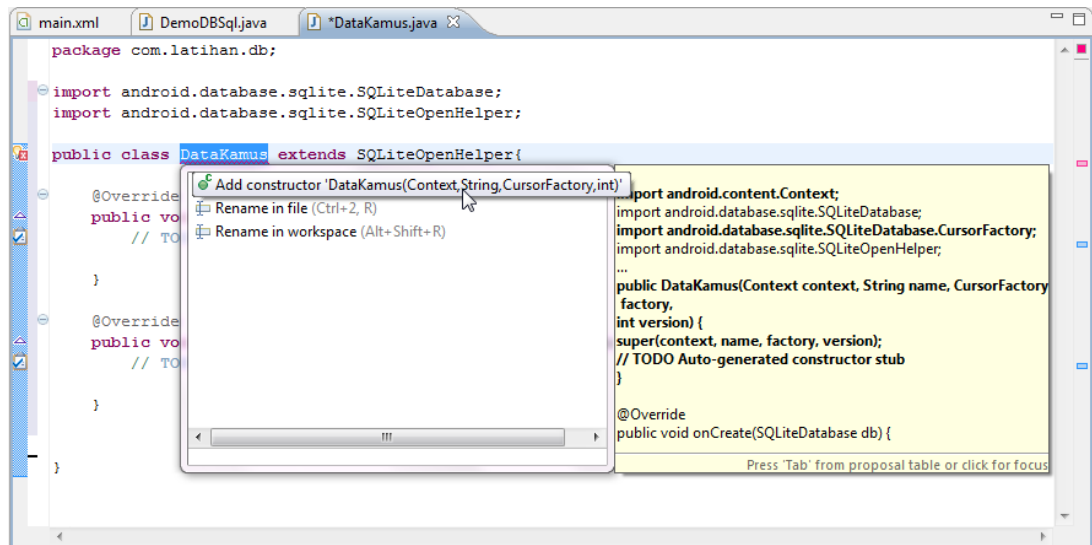 main.xml
DemoDBSql.java
*DataKamus.java
package com.latihan.db;
import android.database.sqlite.SQLiteDatabase;
import android.database.sqlite.SQLiteOpenHelper;
public class DataKamus extends SQLiteOpenHelper{
@Override
public vo
// TO
}
@Override
public vo
// TO
}
}
Add constructor 'DataKamus(Context,String,CursorFactory,int)'
Rename in file (Ctrl+2, R)
Rename in workspace (Alt+Shift+R)
import android.content.Context;
import android.database.sqlite.SQLiteDatabase;
import android.database.sqlite.SQLiteDatabase.CursorFactory;
import android.database.sqlite.SQLiteOpenHelper;
...
public DataKamus(Context context, String name, CursorFactory
factory,
int version) {
super(context, name, factory, version);
// TODO Auto-generated constructor stub
}
@Override
public void onCreate(SQLiteDatabase db) {
Press 'Tab' from proposal table or click for focus